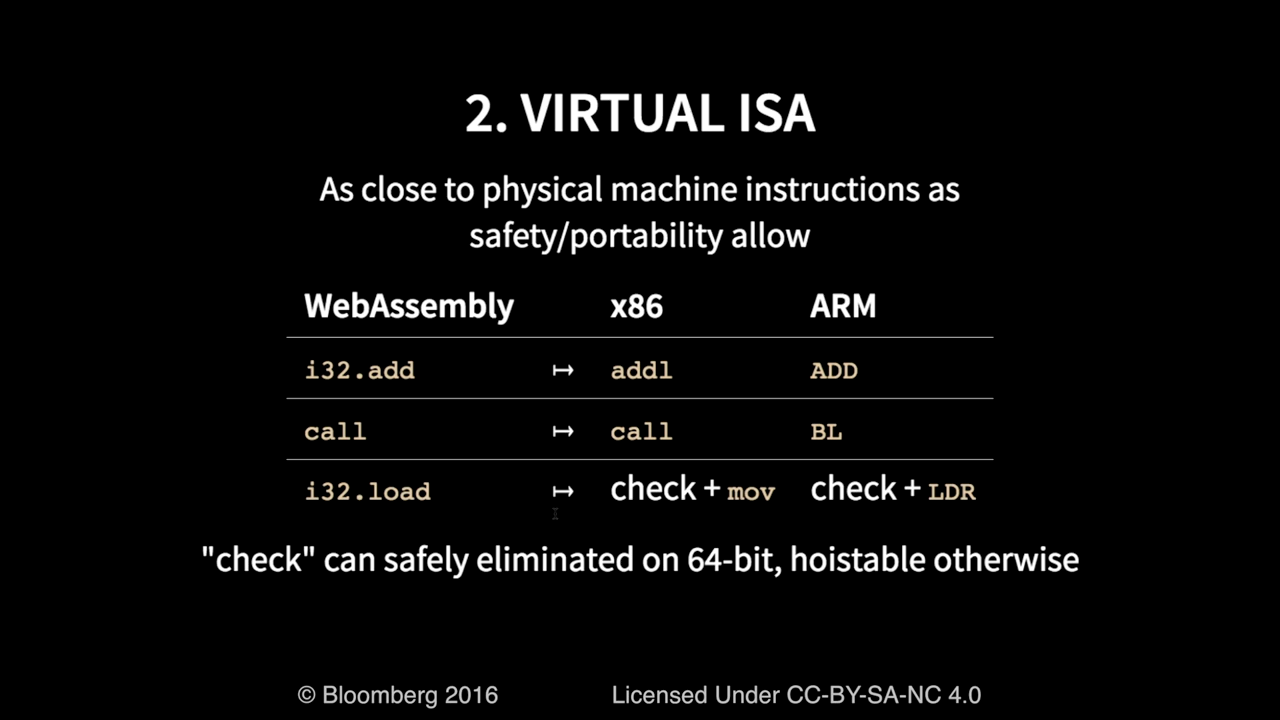 2. VIRTUAL ISA
As close to physical machine instructions as
safety/portability allow
WebAssembly x86 ARM
i32.add ↦ addl ADD
call ↦ call BL
i32.load ↦ check + mov check + LDR
"check" can safely eliminated on 64-bit, hoistable otherwise
© Bloomberg 2016 Licensed Under CC-BY-SA-NC 4.0